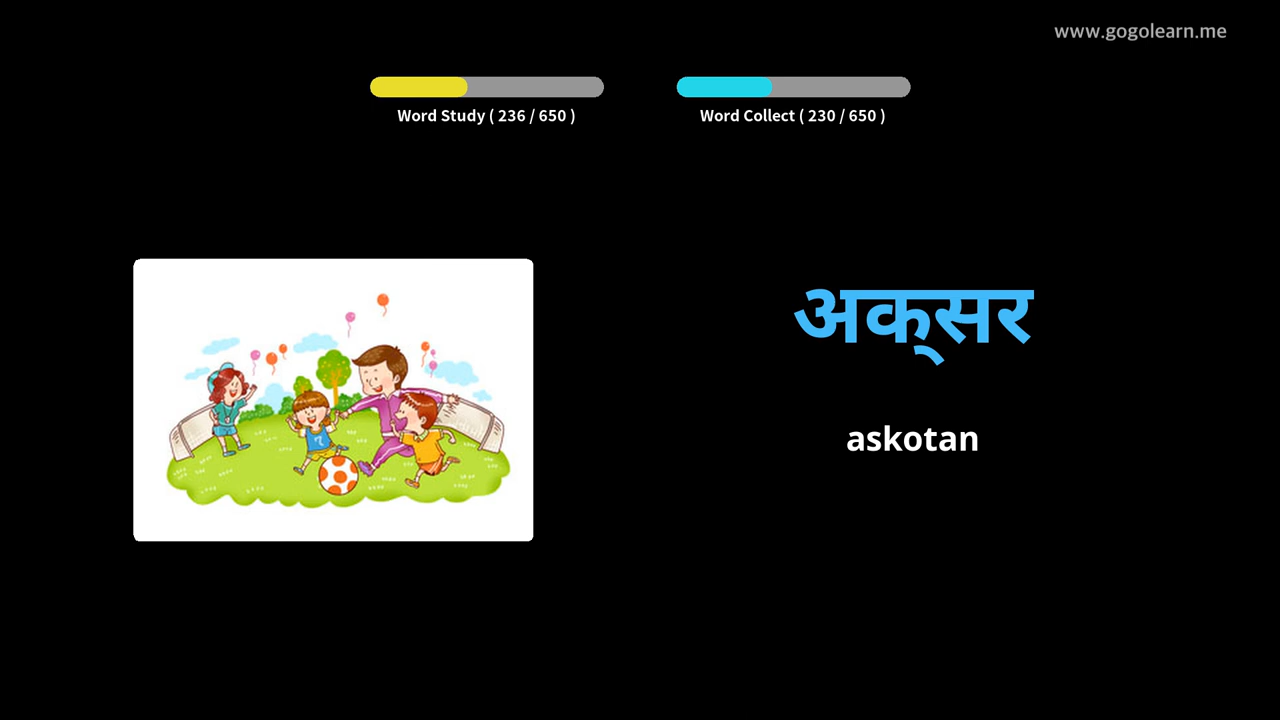 www.gogolearn.me
Word Study ( 236 / 650 )
Word Collect ( 230 / 650 )
अक्‌सर
askotan